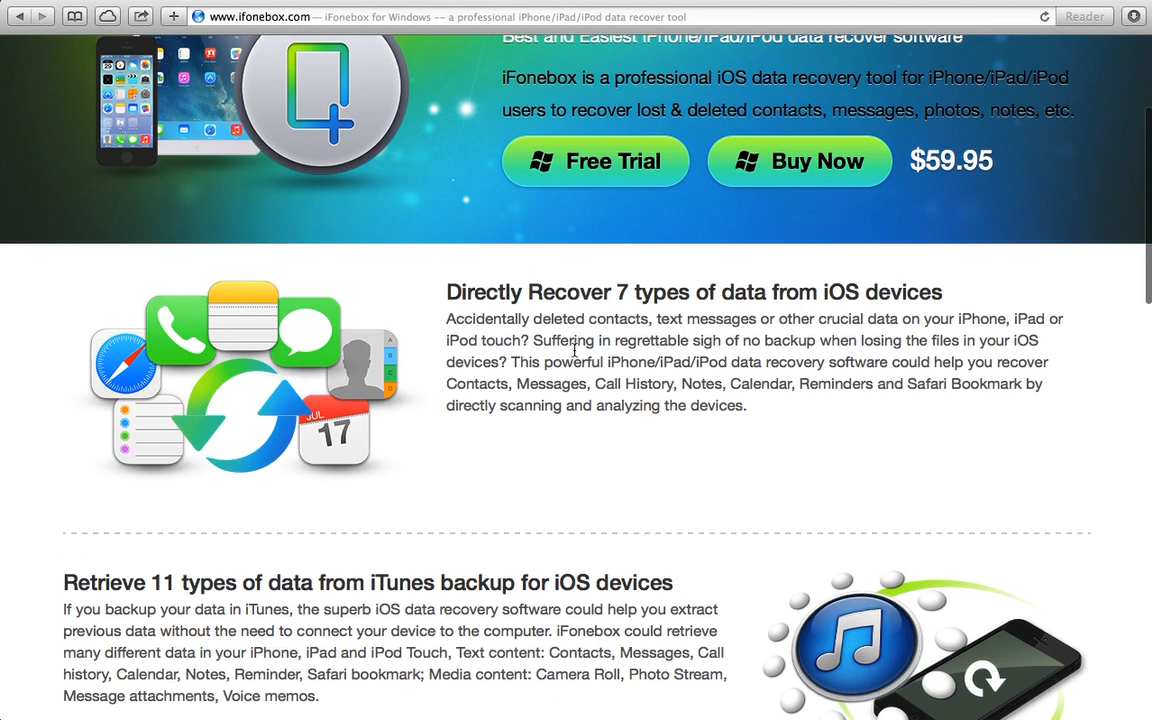 www.ifonebox.com — iFonebox for Windows -- a professional iPhone/iPad/iPod data recover tool
Reader
Best and Easiest iPhone/iPad/iPod data recover software
iFonebox is a professional iOS data recovery tool for iPhone/iPad/iPod
users to recover lost & deleted contacts, messages, photos, notes, etc.
Free Trial
Buy Now
$59.95
Directly Recover 7 types of data from iOS devices
Accidentally deleted contacts, text messages or other crucial data on your iPhone, iPad or
iPod touch? Suffering in regrettable sigh of no backup when losing the files in your iOS
devices? This powerful iPhone/iPad/iPod data recovery software could help you recover
Contacts, Messages, Call History, Notes, Calendar, Reminders and Safari Bookmark by
directly scanning and analyzing the devices.
A
B
C
D
JUL
17
Retrieve 11 types of data from iTunes backup for iOS devices
If you backup your data in iTunes, the superb iOS data recovery software could help you extract
previous data without the need to connect your device to the computer. iFonebox could retrieve
many different data in your iPhone, iPad and iPod Touch, Text content: Contacts, Messages, Call
history, Calendar, Notes, Reminder, Safari bookmark; Media content: Camera Roll, Photo Stream,
Message attachments, Voice memos.